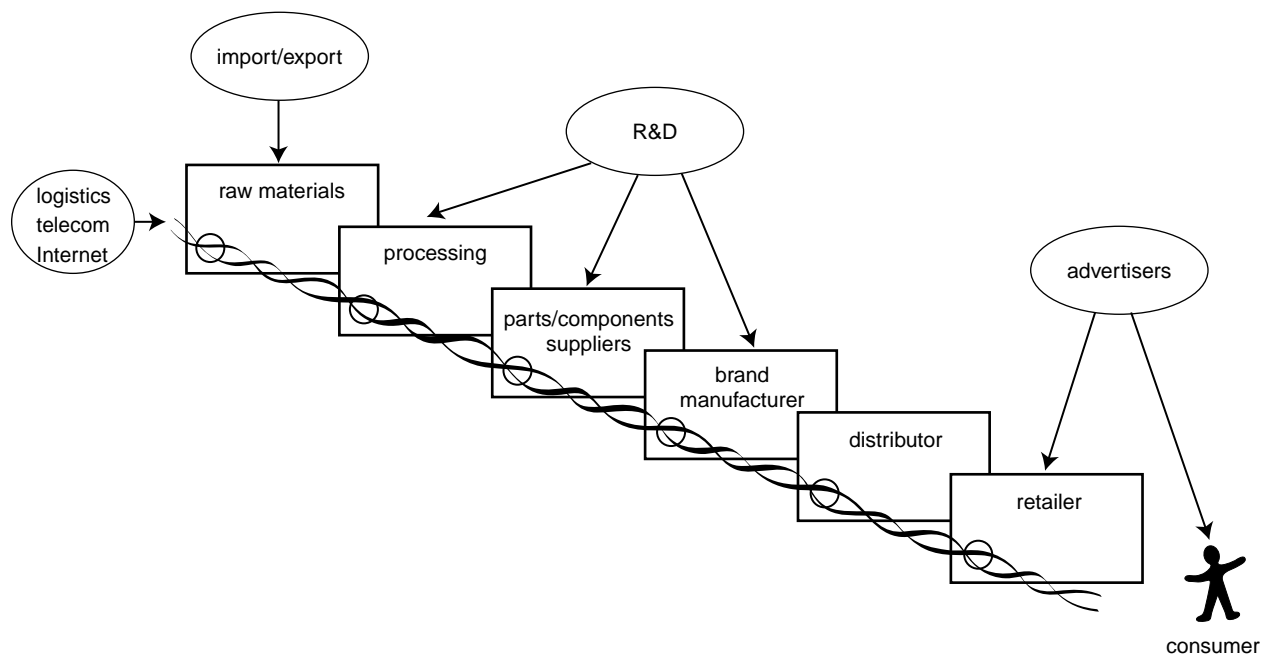 import/export
R&D
logistics
telecom
Internet
raw materials
processing
advertisers
parts/components
suppliers
brand
manufacturer
distributor
retailer
consumer